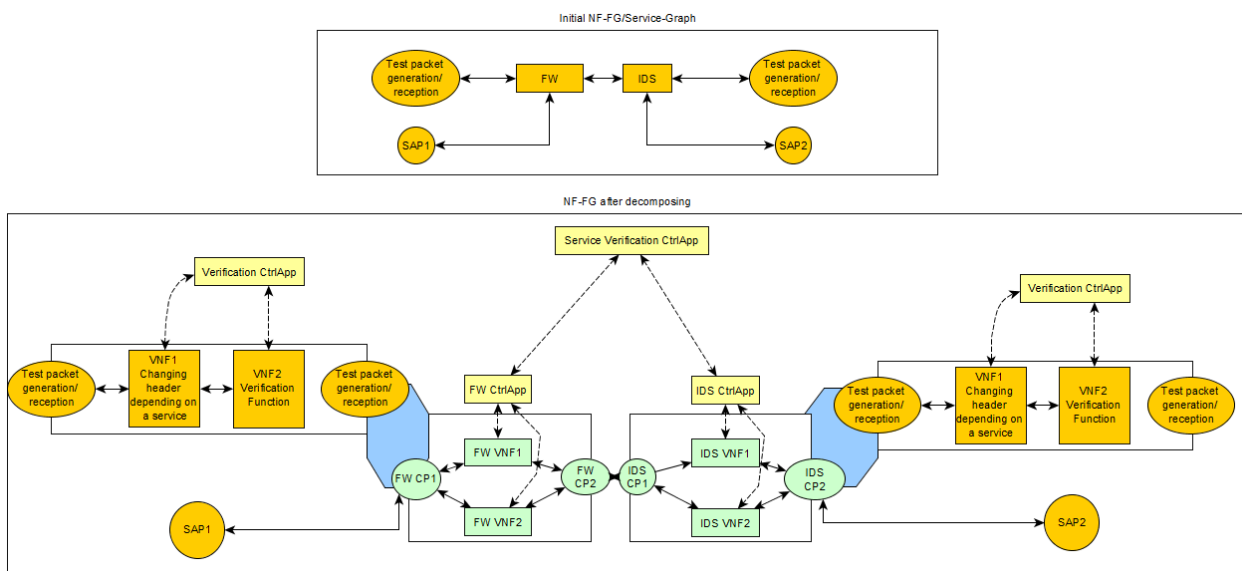 Initial NF-FG/Service-Graph
Test packet
generation/
reception
FW
IDS
Test packet
generation/
reception
SAP1
SAP2
NF-FG after decomposing
Service Verification CtrlApp
Verification CtrlApp
Verification CtrlApp
Test packet
generation/
reception
VNF1
Changing
header
depending on
a service
VNF2
Verification
Function
Test packet
generation/
reception
FW CtrlApp
IDS CtrlApp
Test packet
generation/
reception
VNF1
Changing
header
depending on
a service
VNF2
Verification
Function
Test packet
generation/
reception
FW VNF1
IDS VNF1
FW CP1
FW
CP2
IDS
CP1
IDS
CP2
FW VNF2
IDS VNF2
SAP1
SAP2